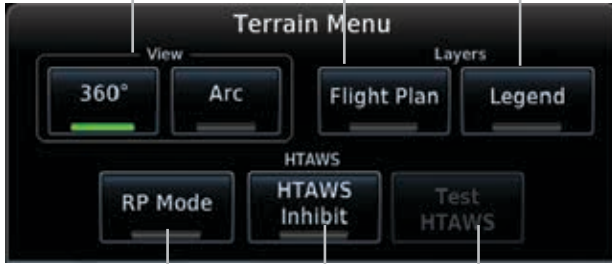 Terrain Menu
View
Layers
360°
Arc
Flight Plan
Legend
HTAWS
RP Mode
HTAWS
Inhibit
Test
HTAWS